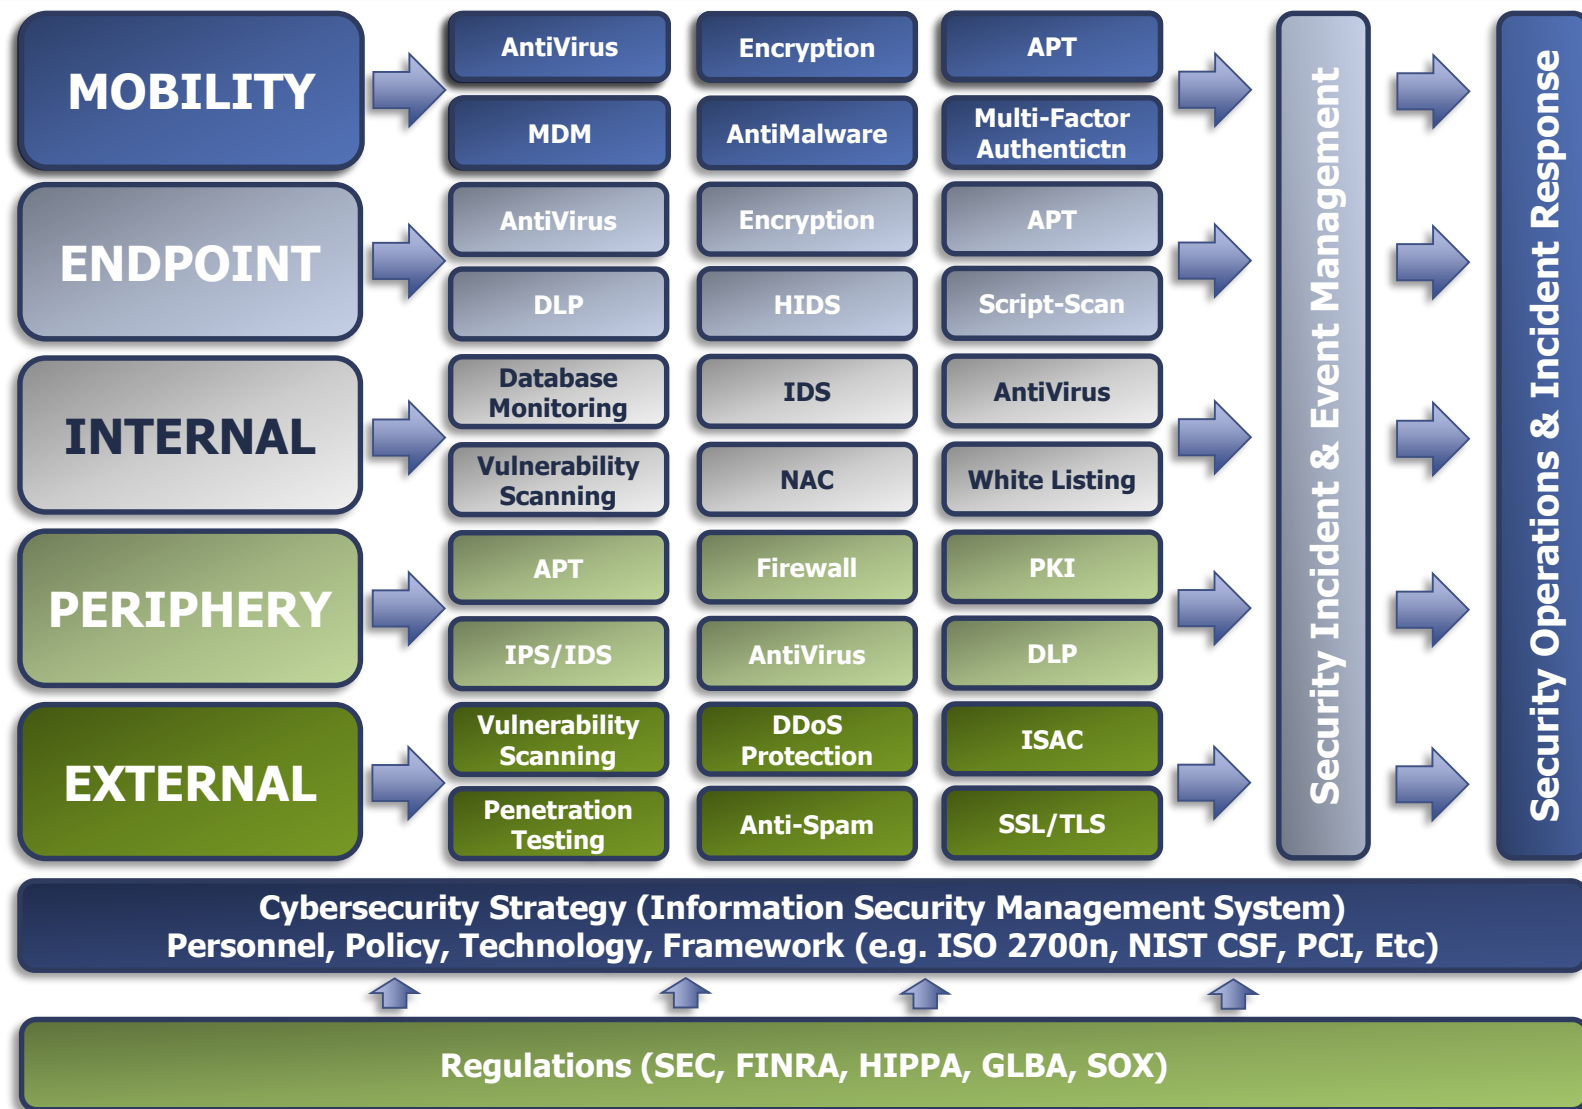 MOBILITY
AntiVirus
Encryption
APT
MDM
AntiMalware
Multi-Factor
Authentictn
ENDPOINT
AntiVirus
Encryption
APT
DLP
HIDS
Script-Scan
INTERNAL
Database
Monitoring
IDS
AntiVirus
Vulnerability
Scanning
NAC
White Listing
PERIPHERY
APT
Firewall
PKI
IPS/IDS
AntiVirus
DLP
EXTERNAL
Vulnerability
Scanning
DDoS
Protection
ISAC
Penetration
Testing
Anti-Spam
SSL/TLS
Security Incident & Event Management
Security Operations & Incident Response
Cybersecurity Strategy (Information Security Management System)
Personnel, Policy, Technology, Framework (e.g. ISO 2700n, NIST CSF, PCI, Etc)
Regulations (SEC, FINRA, HIPPA, GLBA, SOX)